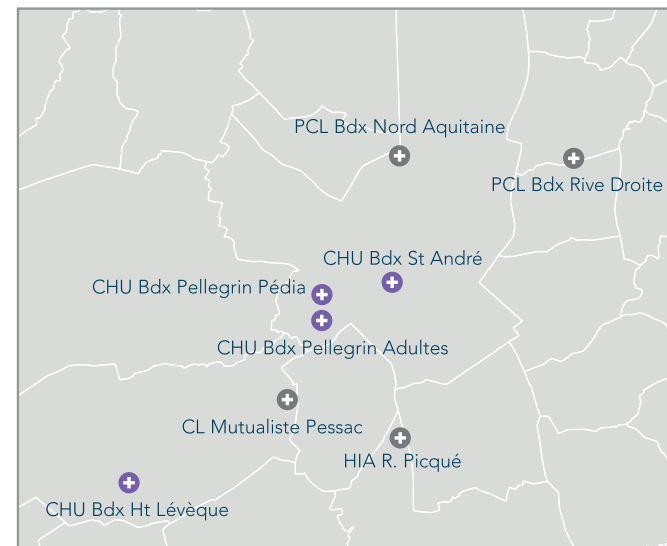 PCL Bdx Nord Aquitaine
PCL Bdx Rive Droite
CHU Bdx St André
CHU Bdx Pellegrin Pédia
CHU Bdx Pellegrin Adultes
CL Mutualiste Pessac
HIA R. Picqué
CHU Bdx Ht Lévèque